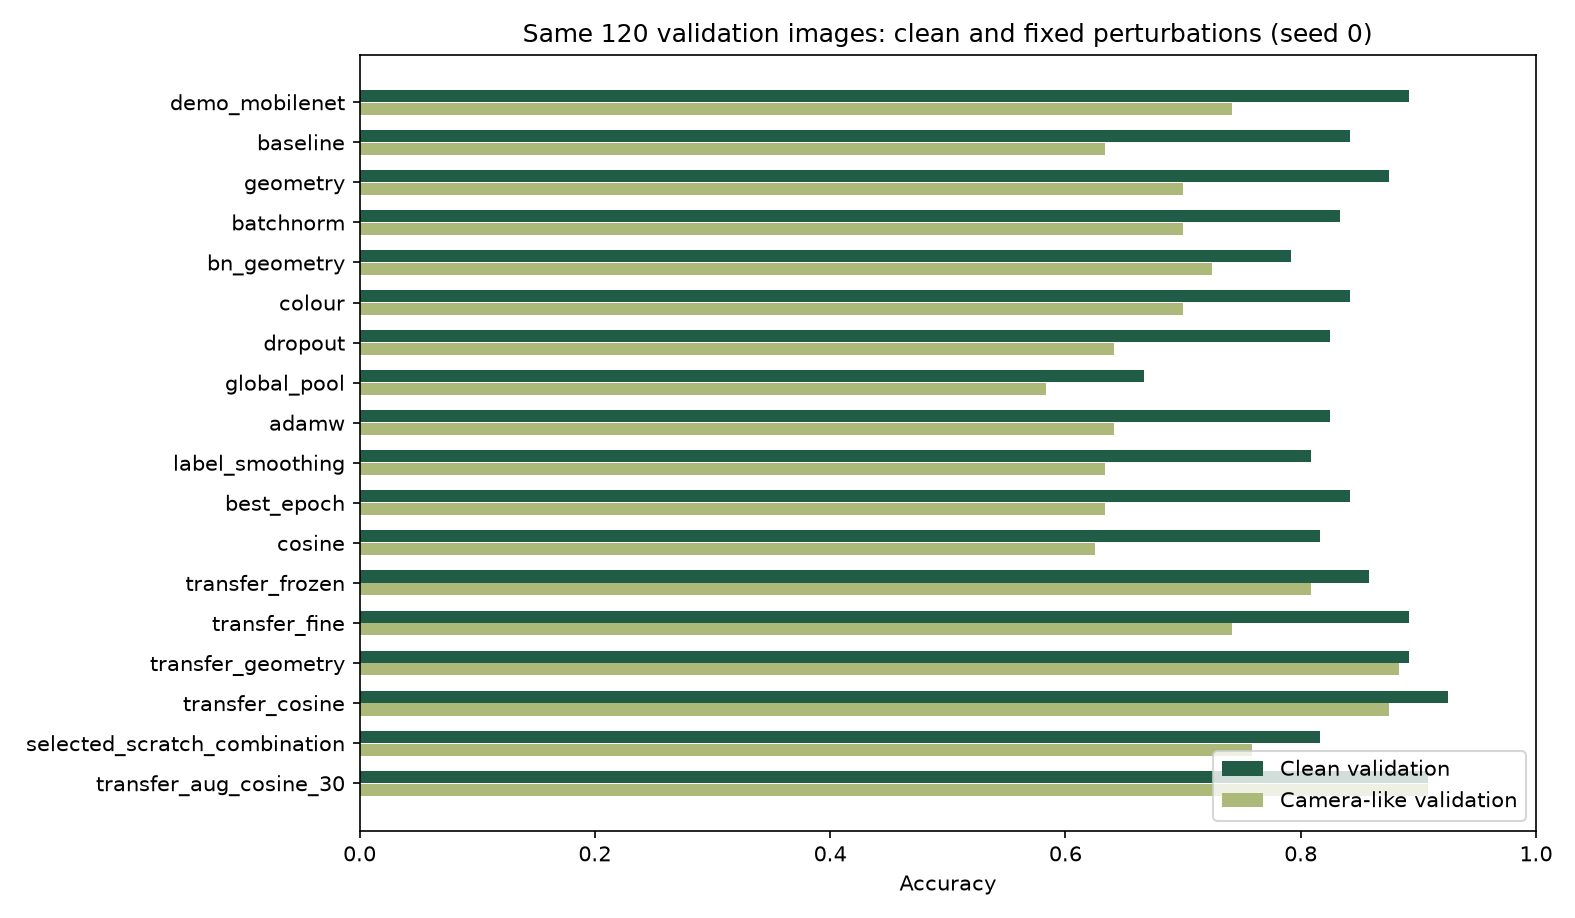 Same 120 validation images: clean and fixed perturbations (seed 0)
demo_mobilenet
baseline
geometry
batchnorm
bn_geometry
colour
dropout
global_pool
adamw
label_smoothing
best_epoch
cosine
transfer_frozen
transfer_fine
transfer_geometry
transfer_cosine
selected_scratch_combination
transfer_aug_cosine_30
Clean validation
Camera-like validation
0.0 0.2 0.4 0.6 0.8 1.0
Accuracy